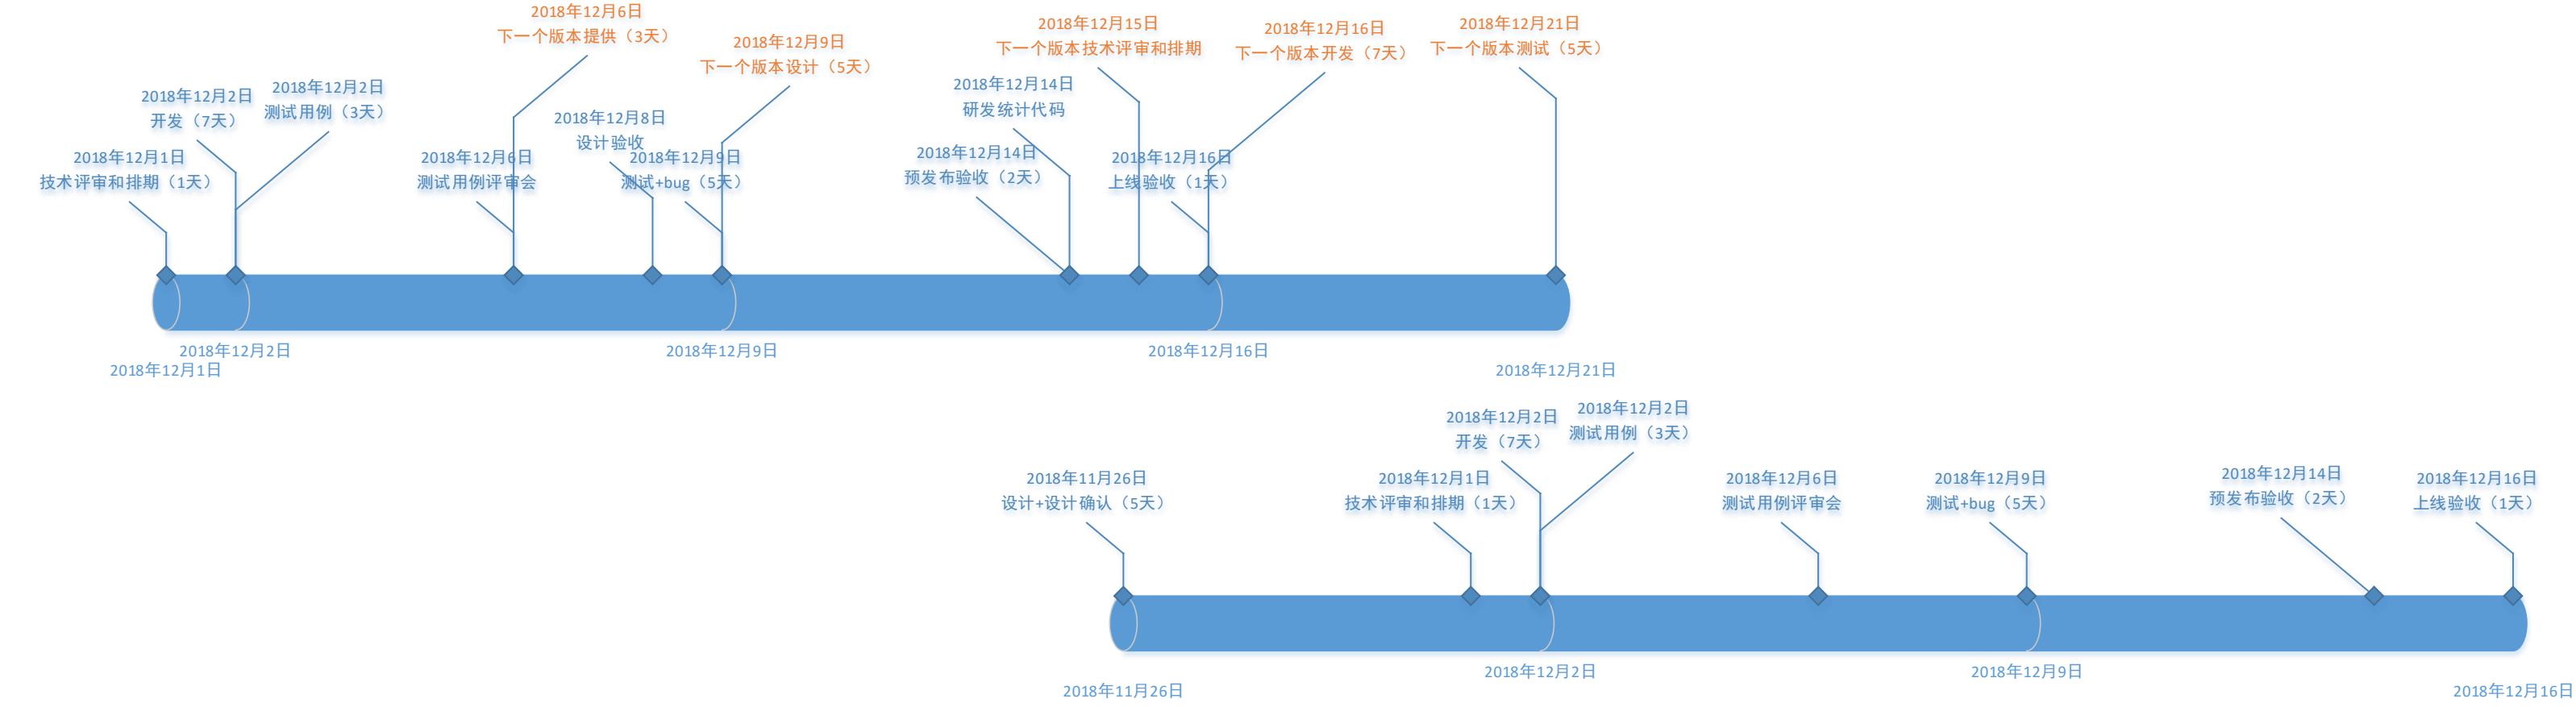 2018年12月6日
下一个版本提供（3天）
2018年12月9日
下一个版本设计（5天）
2018年12月15日
下一个版本技术评审和排期
2018年12月16日
下一个版本开发（7天）
2018年12月21日
下一个版本测试（5天）
2018年12月2日
开发（7天）
2018年12月2日
测试用例（3天）
2018年12月8日
设计验收
2018年12月14日
研发统计代码
2018年12月1日
技术评审和排期（1天）
2018年12月6日
测试用例评审会
2018年12月9日
测试+bug（5天）
2018年12月14日
预发布验收（2天）
2018年12月16日
上线验收（1天）
2018年12月2日
2018年12月9日
2018年12月16日
2018年12月1日
2018年12月21日
2018年12月2日
开发（7天）
2018年12月2日
测试用例（3天）
2018年11月26日
设计+设计确认（5天）
2018年12月1日
技术评审和排期（1天）
2018年12月6日
测试用例评审会
2018年12月9日
测试+bug（5天）
2018年12月14日
预发布验收（2天）
2018年12月16日
上线验收（1天）
2018年12月2日
2018年12月9日
2018年11月26日
2018年12月16日